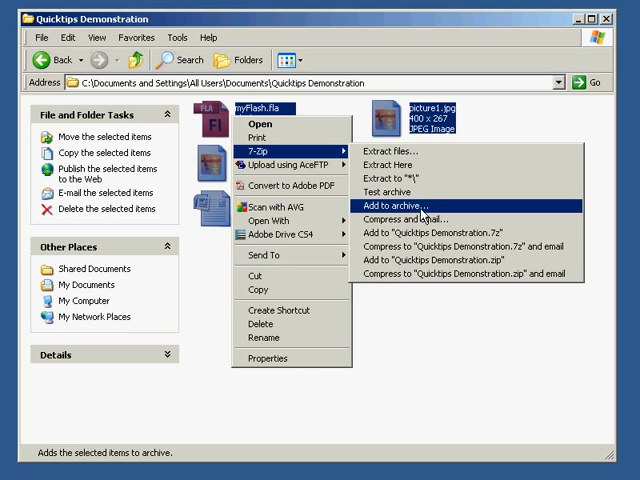 Quicktips Demonstration
File Edit View Favorites Tools Help
Back Search Folders
Address C:\Documents and Settings\All Users\Documents\Quicktips Demonstration Go
File and Folder Tasks
Move the selected items
Copy the selected items
Publish the selected items
to the Web
E-mail the selected items
Delete the selected items
Other Places
Shared Documents
My Documents
My Computer
My Network Places
Details
FLA
Fl
myFlash.fla
picture1.jpg
400 x 267
JPEG Image
Open
Print
7-Zip
Upload using AceFTP
Convert to Adobe PDF
Scan with AVG
Open With
Adobe Drive CS4
Send To
Cut
Copy
Create Shortcut
Delete
Rename
Properties
Extract files...
Extract Here
Extract to "*\"
Test archive
Add to archive...
Compress and email...
Add to "Quicktips Demonstration.7z"
Compress to "Quicktips Demonstration.7z" and email
Add to "Quicktips Demonstration.zip"
Compress to "Quicktips Demonstration.zip" and email
Adds the selected items to archive.